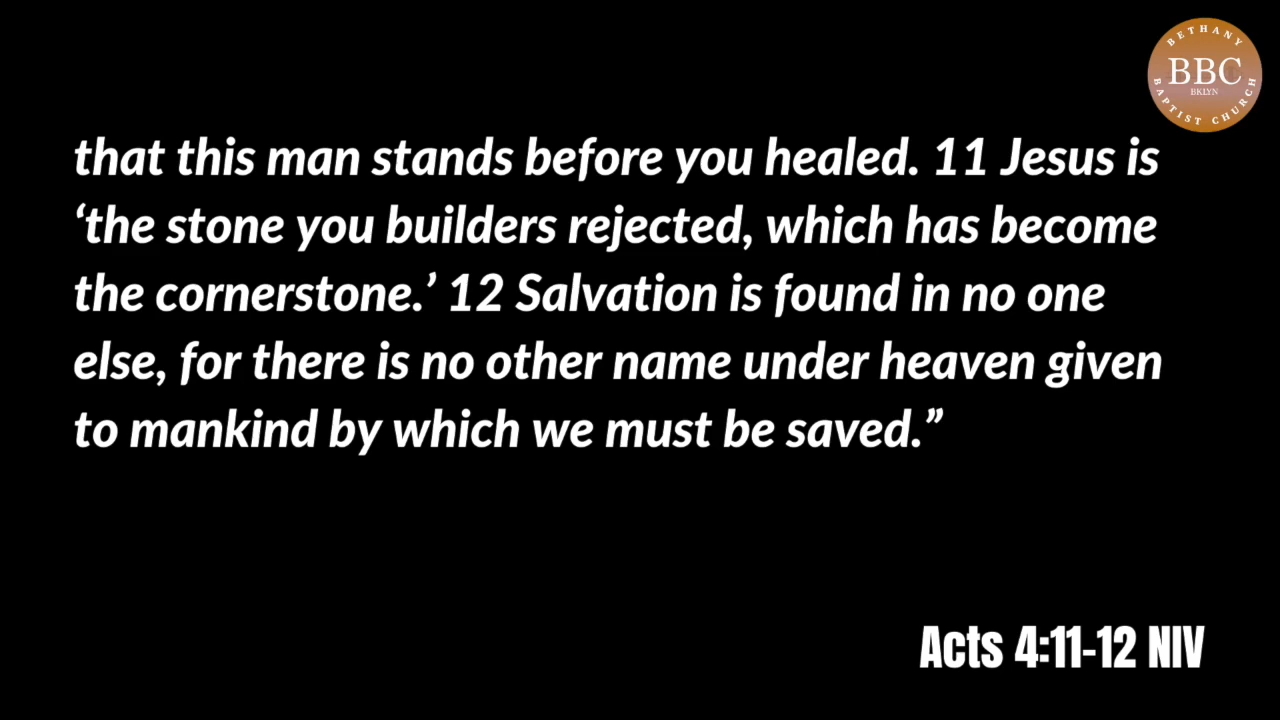 BETHANY
BBC
BKLYN
BAPTIST CHURCH
that this man stands before you healed. 11 Jesus is
‘the stone you builders rejected, which has become
the cornerstone.’ 12 Salvation is found in no one
else, for there is no other name under heaven given
to mankind by which we must be saved.”
Acts 4:11-12 NIV